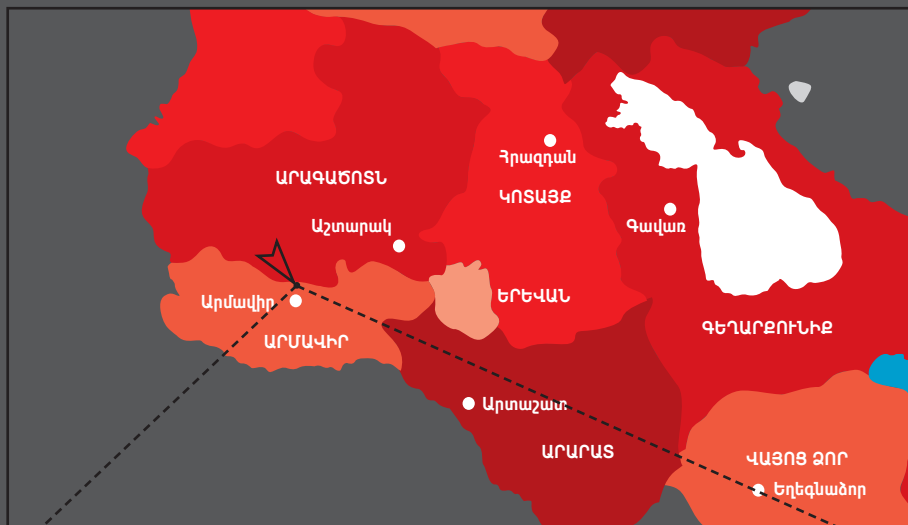 Հրազդան
ԱՐԱԳԱԾՈՏՆ
ԿՈՏԱՅՔ
Աշտարակ
Գավառ
Արմավիր
ԵՐԵՎԱՆ
ԳԵՂԱՐՔՈՒՆԻՔ
ԱՐՄԱՎԻՐ
Արտաշատ
ԱՐԱՐԱՏ
ՎԱՅՈՑ ՁՈՐ
Եղեգնաձոր